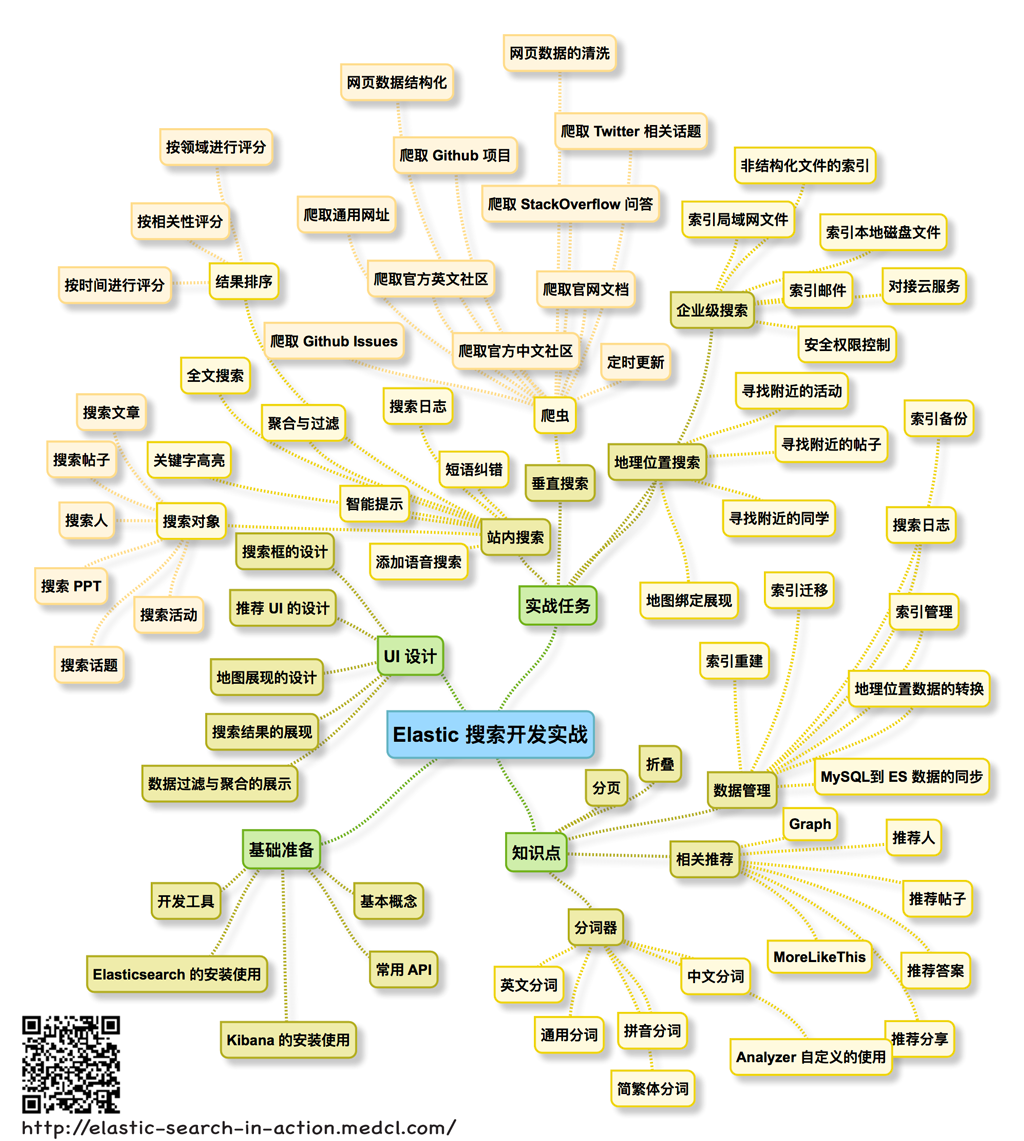 网页数据的清洗
网页数据结构化
爬取 Twitter 相关话题
按领域进行评分
爬取 Github 项目
非结构化文件的索引
爬取 StackOverflow 问答
爬取通用网址
按相关性评分
索引局域网文件
索引本地磁盘文件
爬取官方英文社区
结果排序
按时间进行评分
爬取官网文档
索引邮件
对接云服务
企业级搜索
爬取 Github Issues
爬取官方中文社区
安全权限控制
定时更新
全文搜索
寻找附近的活动
搜索日志
搜索文章
聚合与过滤
爬虫
索引备份
寻找附近的帖子
搜索帖子
关键字高亮
短语纠错
地理位置搜索
垂直搜索
智能提示
搜索人
搜索对象
寻找附近的同学
搜索日志
站内搜索
搜索框的设计
添加语音搜索
搜索 PPT
索引迁移
地图绑定展现
实战任务
推荐 UI 的设计
搜索活动
索引管理
UI 设计
搜索话题
索引重建
地图展现的设计
地理位置数据的转换
搜索结果的展现
Elastic 搜索开发实战
折叠
数据过滤与聚合的展示
分页
数据管理
MySQL到 ES 数据的同步
Graph
推荐人
基础准备
知识点
相关推荐
开发工具
基本概念
推荐帖子
分词器
MoreLikeThis
Elasticsearch 的安装使用
常用 API
推荐答案
英文分词
中文分词
通用分词
拼音分词
Kibana 的安装使用
推荐分享
Analyzer 自定义的使用
简繁体分词
http://elastic-search-in-action.medcl.com/